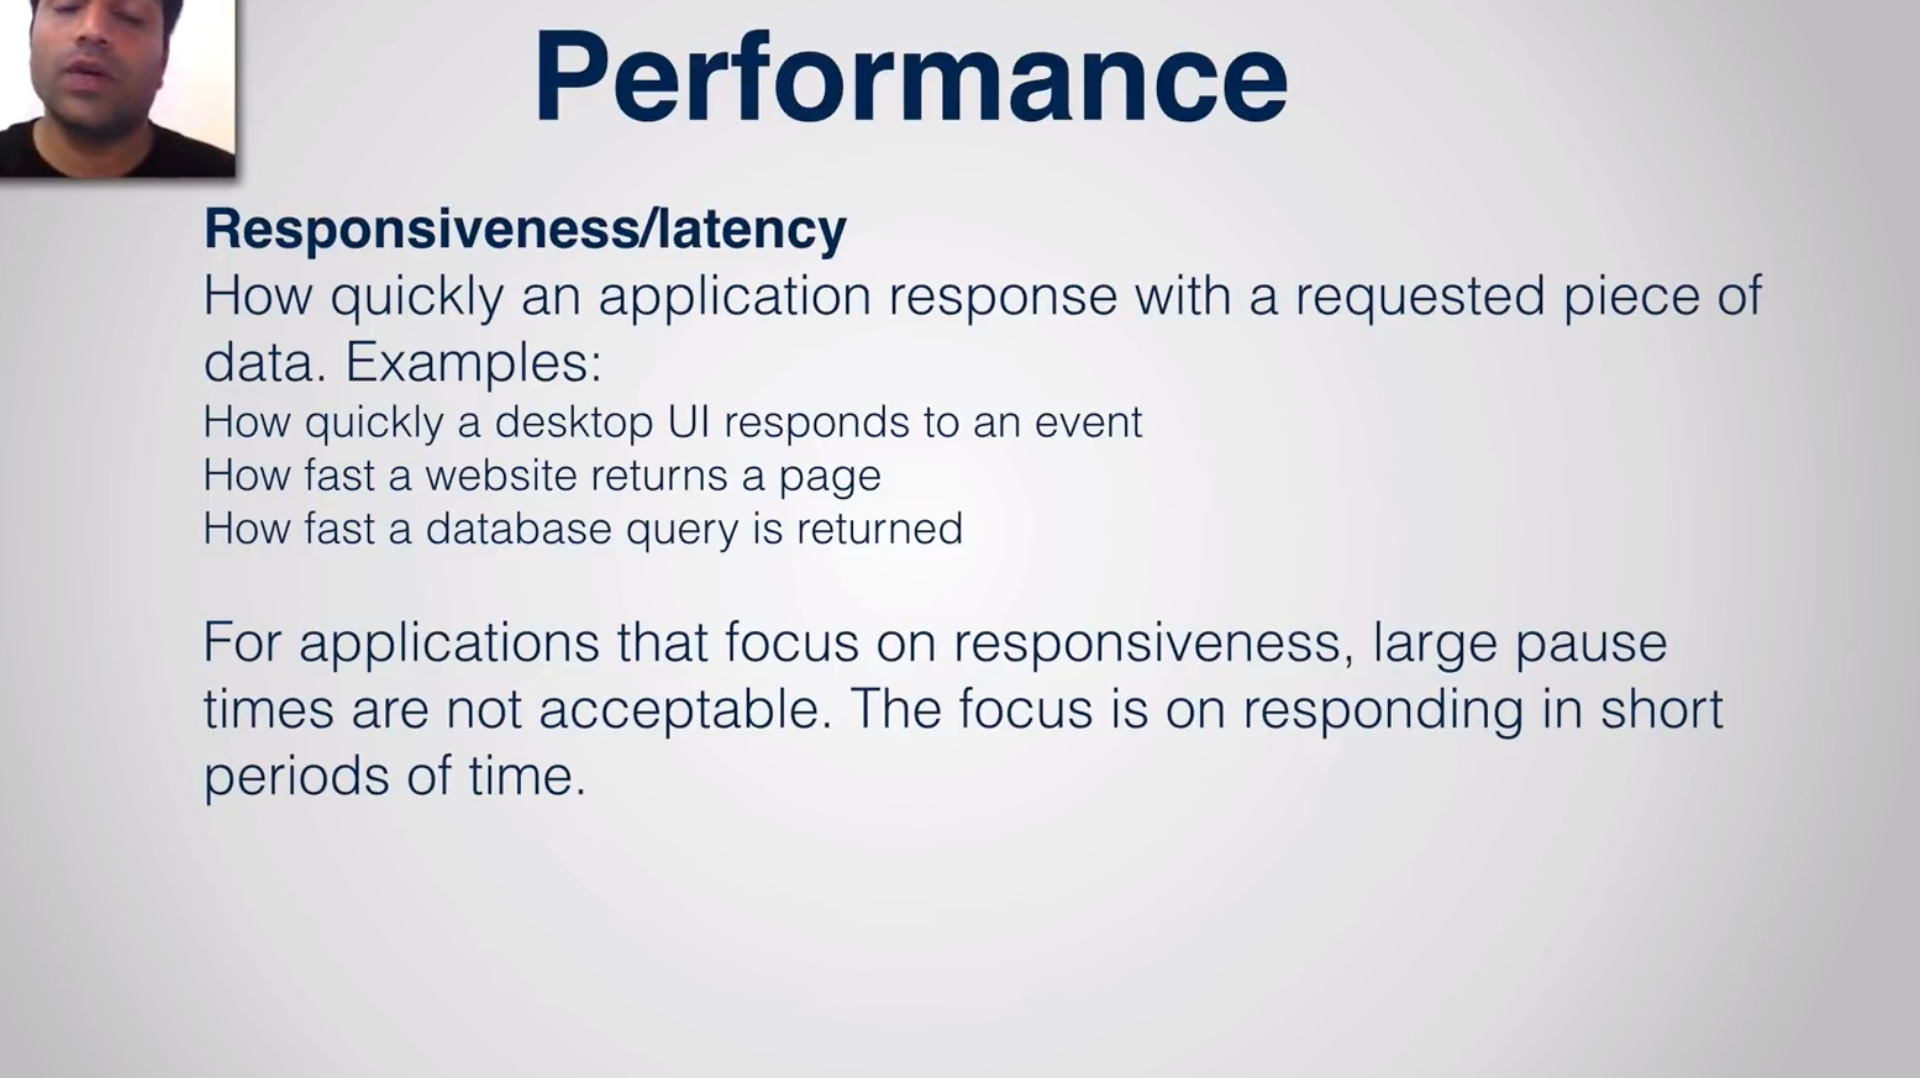 Performance
Responsiveness/latency
How quickly an application response with a requested piece of
data. Examples:
How quickly a desktop UI responds to an event
How fast a website returns a page
How fast a database query is returned
For applications that focus on responsiveness, large pause
times are not acceptable. The focus is on responding in short
periods of time.